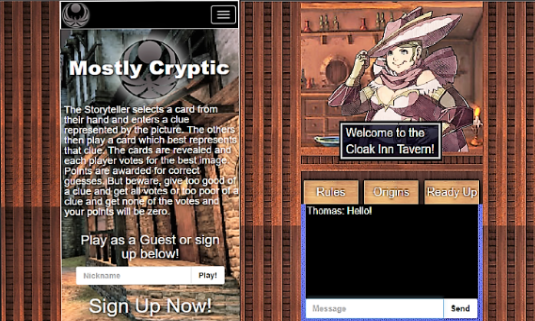 Mostly Cryptic
The Storyteller selects a card from
their hand and enters a clue
represented by the picture. The others
then play a card which best represents
that clue. The cards are revealed and
each player votes for the best image.
Points are awarded for correct
guesses. But beware, give too good of
a clue and get all votes or too poor of a
clue and get none of the votes and
your points will be zero.
Play as a Guest or sign
up below!
Nickname
Play!
Sign Up Now!
Welcome to the
Cloak Inn Tavern!
Rules
Origins
Ready Up
Thomas: Hello!
Message
Send